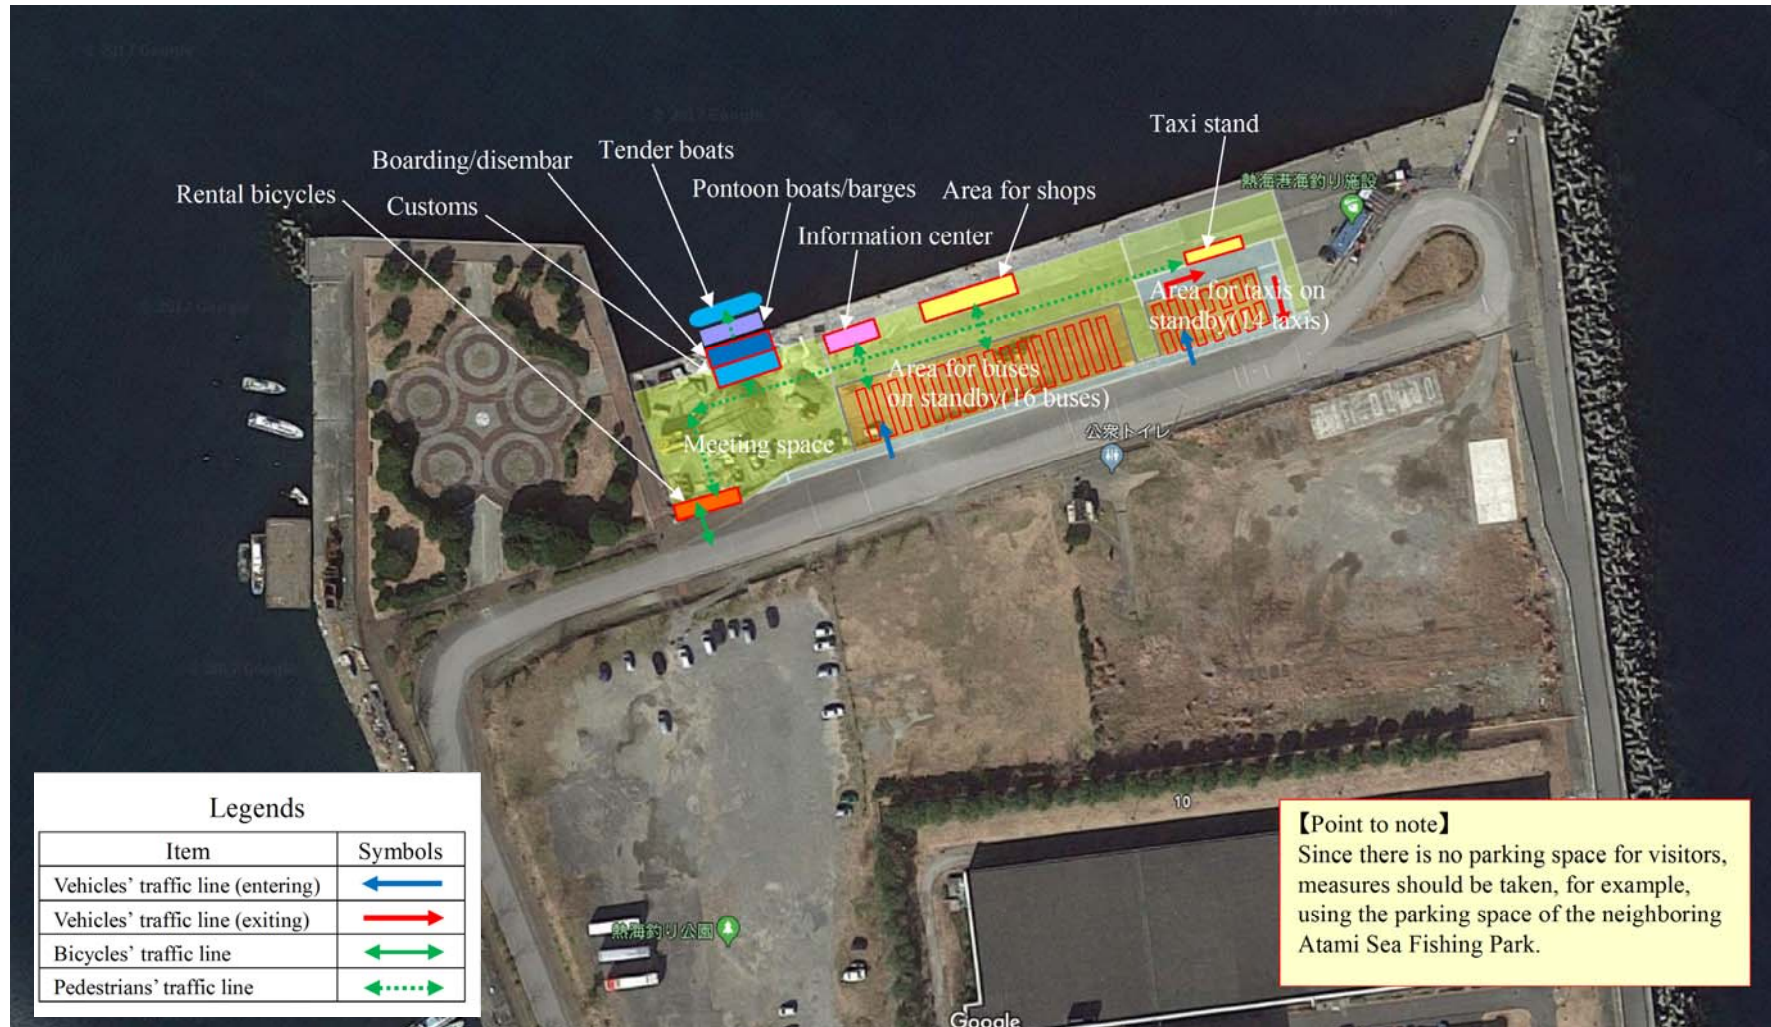 © 2017 Google
Taxi stand
Tender boats
Boarding/disembar
Rental bicycles
Pontoon boats/barges
Area for shops
熱海港海釣り施設
Customs
Information center
Area for taxis on
standby(14 taxis)
Area for buses
on standby(16 buses)
公衆トイレ
Meeting space
10
熱海釣り公園
Google
Legends
Item Symbols
Vehicles’ traffic line (entering)
Vehicles’ traffic line (exiting)
Bicycles’ traffic line
Pedestrians’ traffic line
【Point to note】
Since there is no parking space for visitors,
measures should be taken, for example,
using the parking space of the neighboring
Atami Sea Fishing Park.